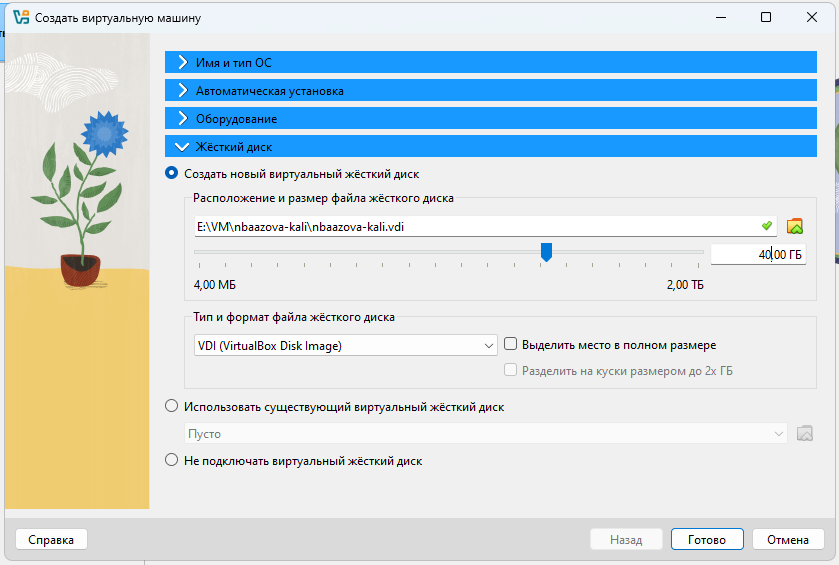 Создать виртуальную машину
Имя и тип ОС
Автоматическая установка
Оборудование
Жёсткий диск
Создать новый виртуальный жёсткий диск
Расположение и размер файла жёсткого диска
E:\VM\nbaazova-kali\nbaazova-kali.vdi
40,00 ГБ
4,00 МБ
2,00 ТБ
Тип и формат файла жёсткого диска
VDI (VirtualBox Disk Image)
Выделить место в полном размере
Разделить на куски размером до 2х ГБ
Использовать существующий виртуальный жёсткий диск
Пусто
Не подключать виртуальный жёсткий диск
Справка
Назад
Готово
Отмена